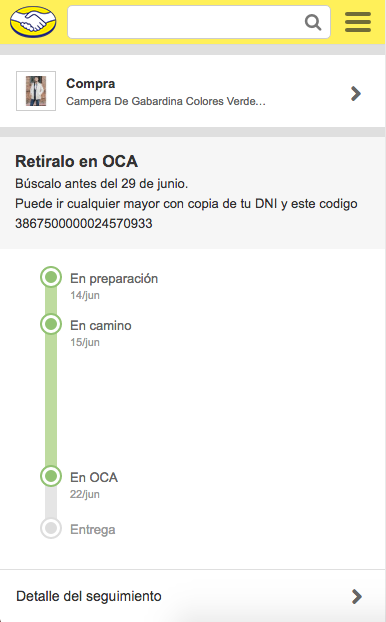 Compra
Campera De Gabardina Colores Verde...
Retiralo en OCA
Búscalo antes del 29 de junio.
Puede ir cualquier mayor con copia de tu DNI y este codigo
3867500000024570933
En preparación
14/jun
En camino
15/jun
En OCA
22/jun
Entrega
Detalle del seguimiento